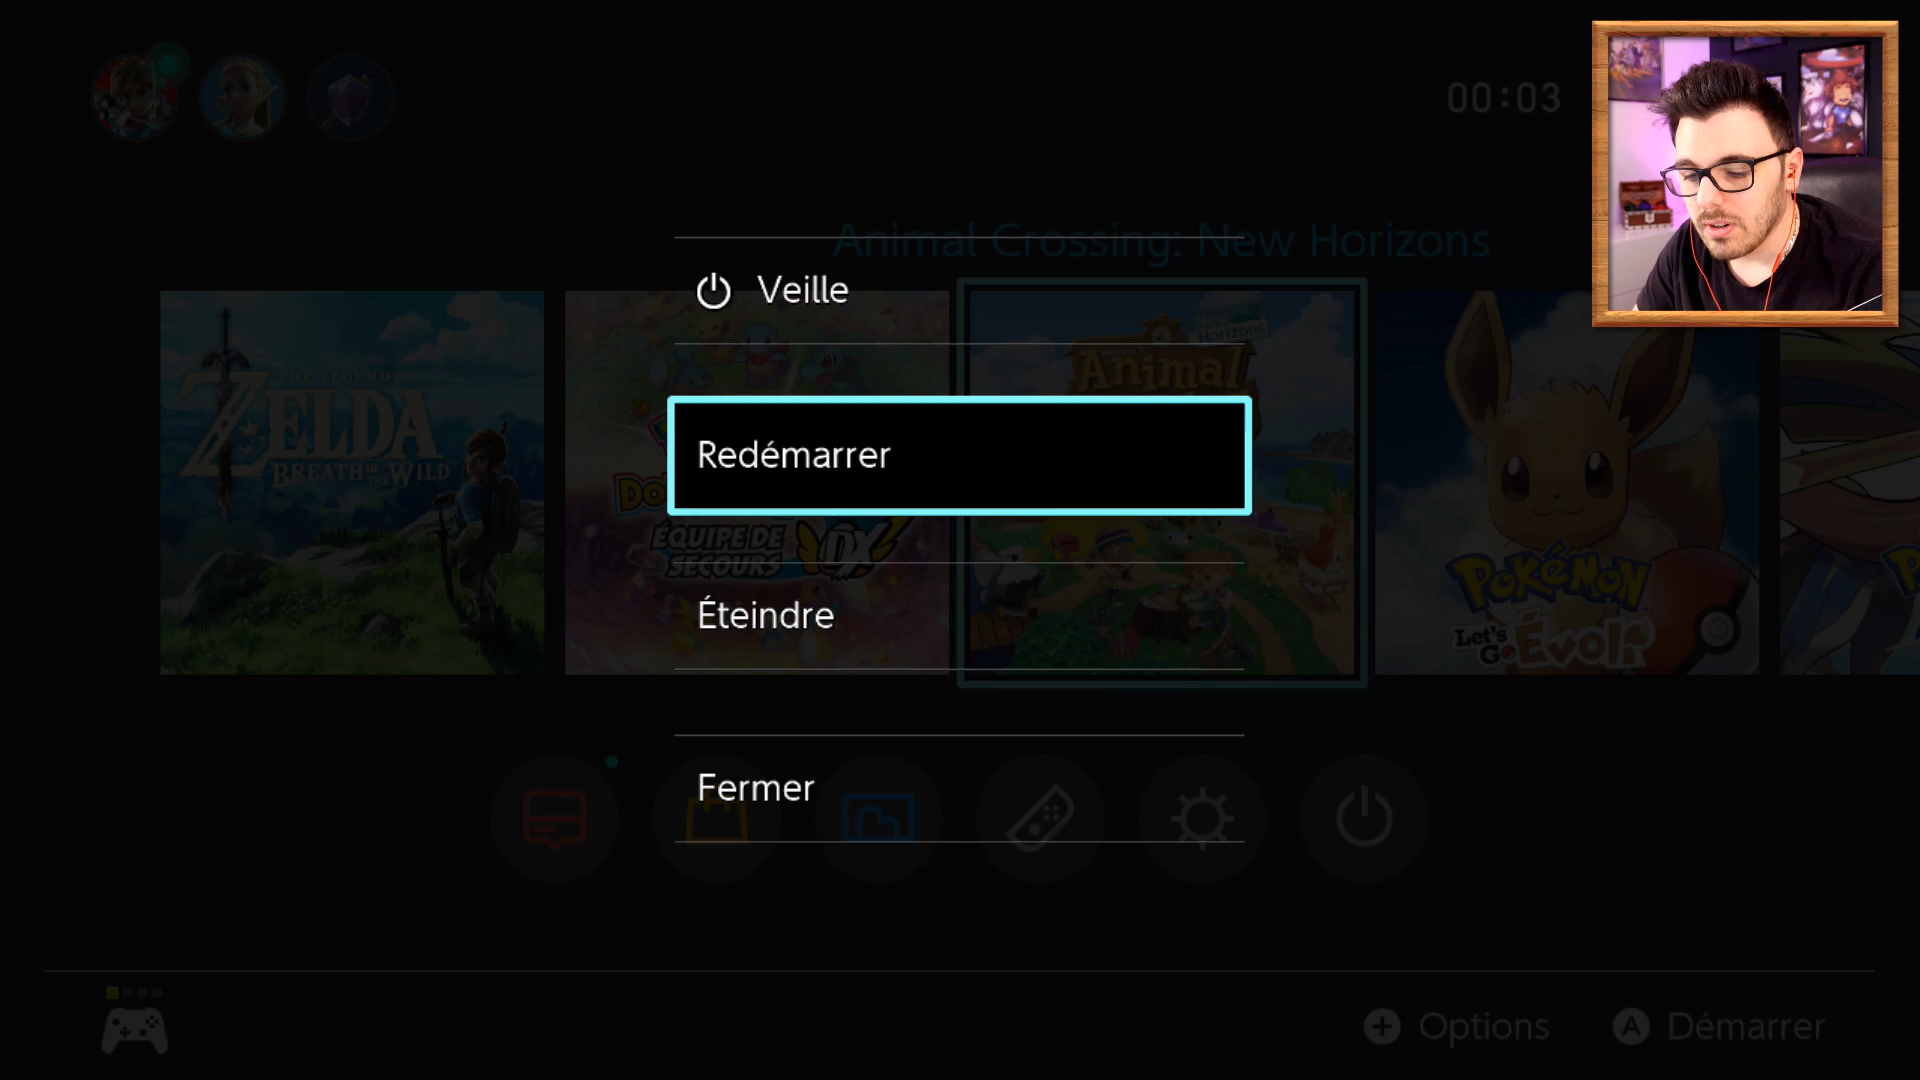 00:03
Animal Crossing: New Horizons
Veille
Redémarrer
Éteindre
Fermer
THE LEGEND OF
ZELDA
BREATH OF THE WILD
ÉQUIPE DE
SECOURS DX
Horizons
Animal
POKéMON
Let's
GO Évoli
Options
A Démarrer